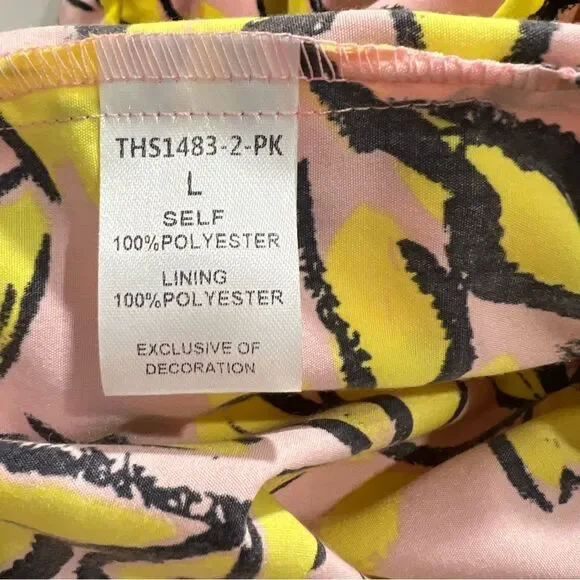 THS1483-2-PK
L
SELF
100%POLYESTER
LINING
100%POLYESTER
EXCLUSIVE OF
DECORATION